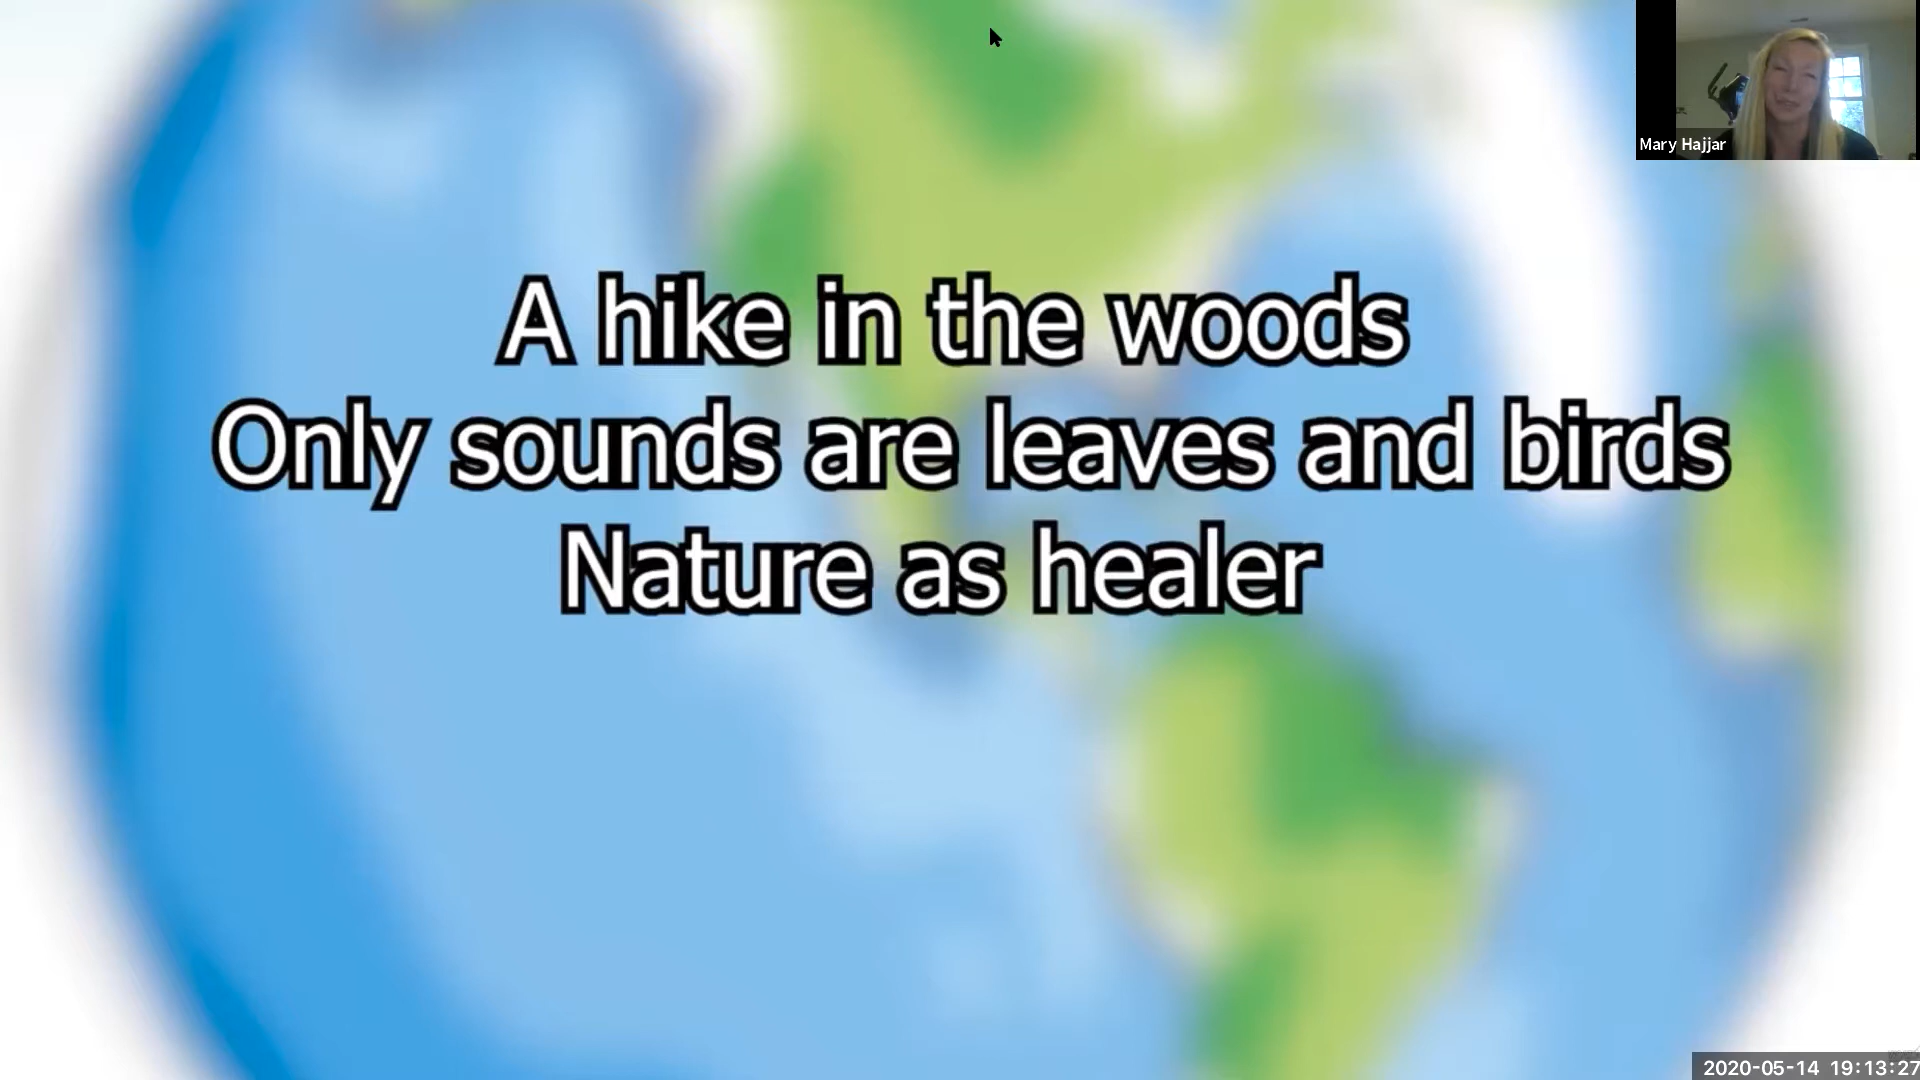 Mary Hajjar
A hike in the woods
Only sounds are leaves and birds
Nature as healer
2020-05-14 19:13:27